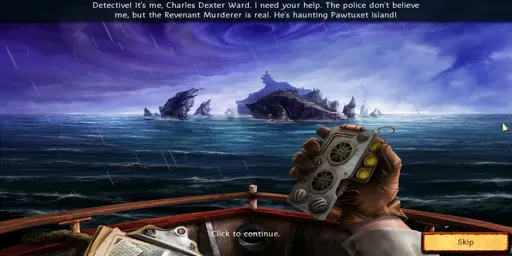 Detective! It's me, Charles Dexter Ward. I need your help. The police don't believe
me, but the Revenant Murderer is real. He's haunting Pawtuxet Island!
Click to continue.
Skip